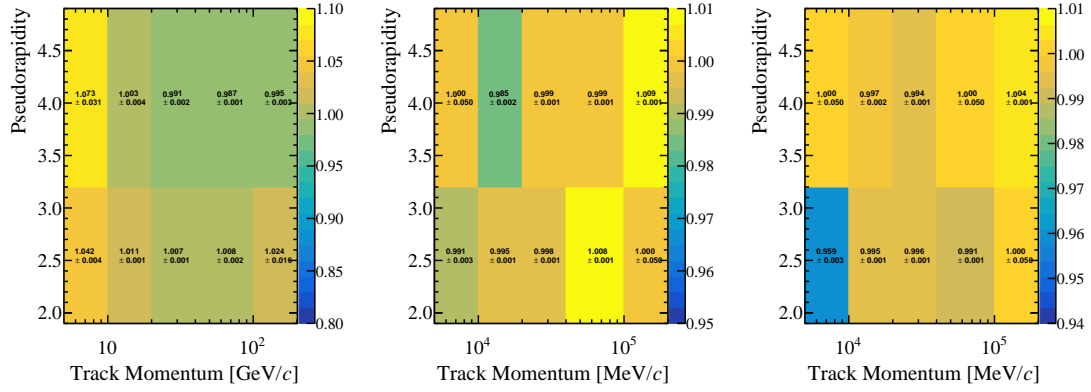 Pseudorapidity
4.5
4.0
3.5
3.0
2.5
2.0
1.073 ± 0.031
1.003 ± 0.004
0.991 ± 0.002
0.987 ± 0.001
0.995 ± 0.003
1.042 ± 0.004
1.011 ± 0.001
1.007 ± 0.001
1.008 ± 0.002
1.024 ± 0.016
10
10²
Track Momentum [GeV/c]
1.10
1.05
1.00
0.95
0.90
0.85
0.80
Pseudorapidity
4.5
4.0
3.5
3.0
2.5
2.0
1.000 ± 0.050
0.985 ± 0.002
0.999 ± 0.001
0.999 ± 0.001
1.009 ± 0.001
0.991 ± 0.003
0.995 ± 0.001
0.998 ± 0.001
1.008 ± 0.001
1.000 ± 0.050
10⁴
10⁵
Track Momentum [MeV/c]
1.01
1.00
0.99
0.98
0.97
0.96
0.95
Pseudorapidity
4.5
4.0
3.5
3.0
2.5
2.0
1.000 ± 0.050
0.997 ± 0.002
0.994 ± 0.001
1.000 ± 0.050
1.004 ± 0.001
0.959 ± 0.003
0.995 ± 0.001
0.996 ± 0.001
0.991 ± 0.001
1.000 ± 0.050
10⁴
10⁵
Track Momentum [MeV/c]
1.01
1.00
0.99
0.98
0.97
0.96
0.95
0.94